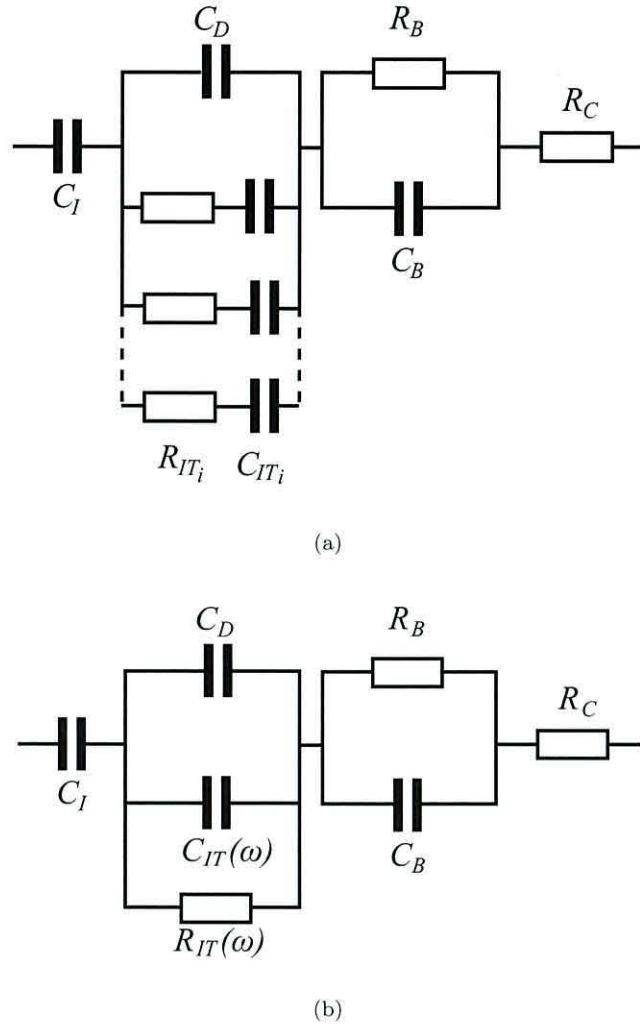 C_D
R_B
R_C
C_I
C_B
R_{IT_i}
C_{IT_i}
(a)
C_D
R_B
R_C
C_I
C_{IT}(ω)
C_B
R_{IT}(ω)
(b)